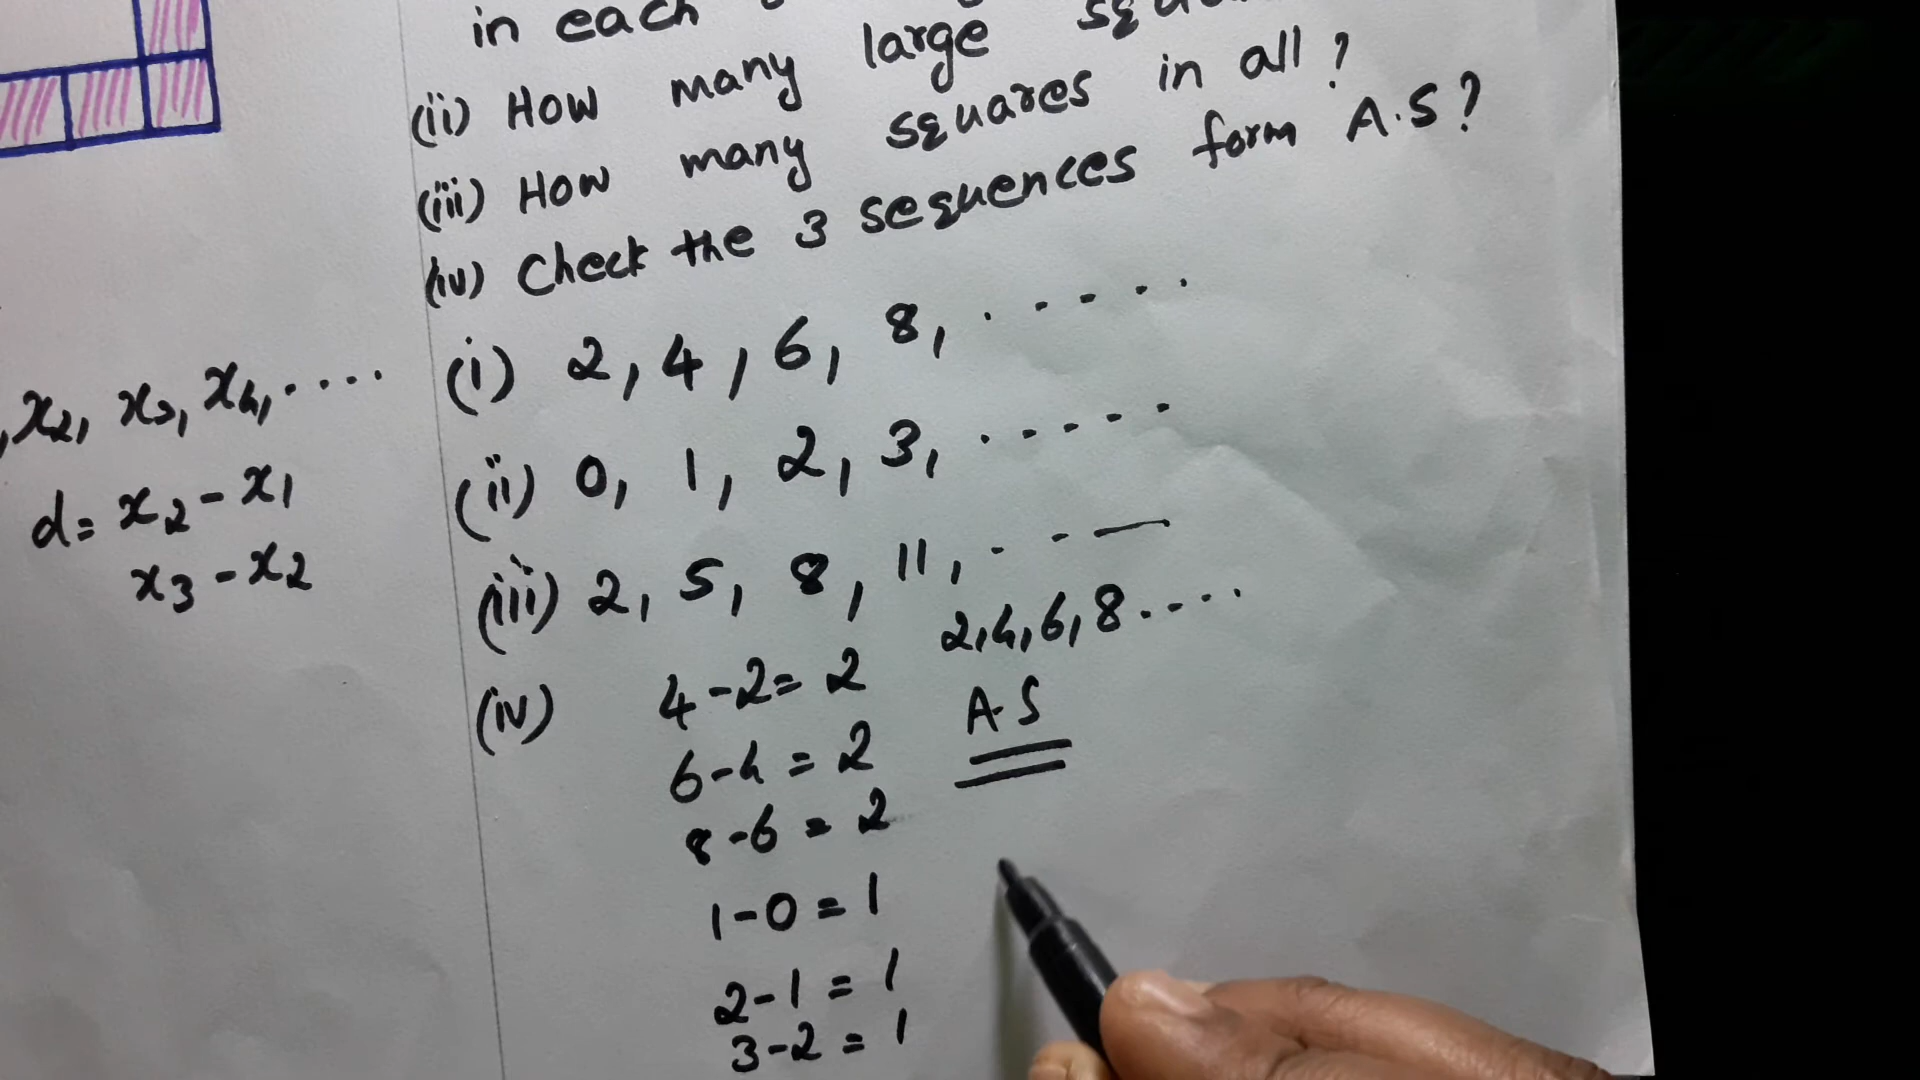 in each
(ii) How many large
(iii) How many squares in all?
(iv) Check the 3 sequences form A.S?
(i) 2, 4, 6, 8, ......
(ii) 0, 1, 2, 3, ......
(iii) 2, 5, 8, 11, ...
(iv) 4-2=2
6-4=2
8-6=2
1-0=1
2-1=1
3-2=1
2,4,6,8....
A.S
, x2, x3, x4, ....
d= x2-x1
x3-x2